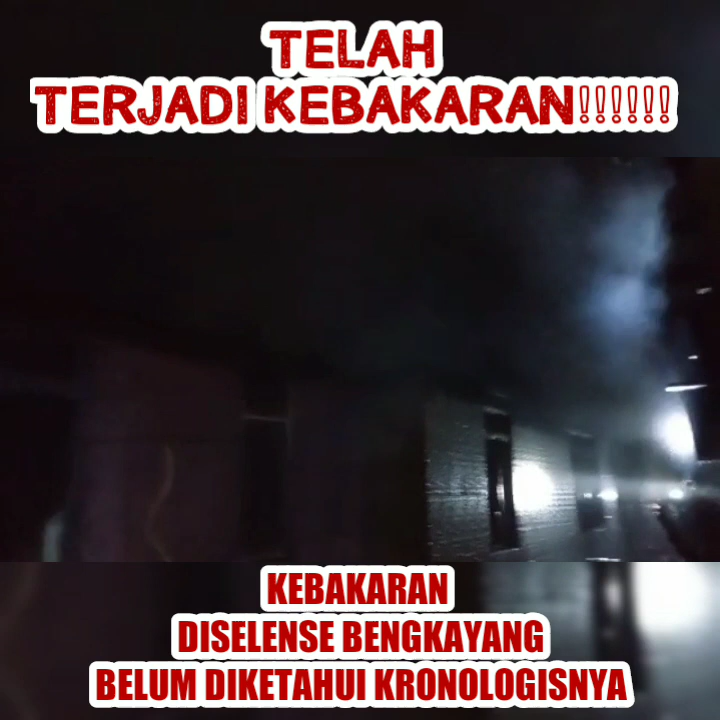 TELAH
TERJADI KEBAKARAN!!!!!!
KEBAKARAN
DISELENSE BENGKAYANG
BELUM DIKETAHUI KRONOLOGISNYA